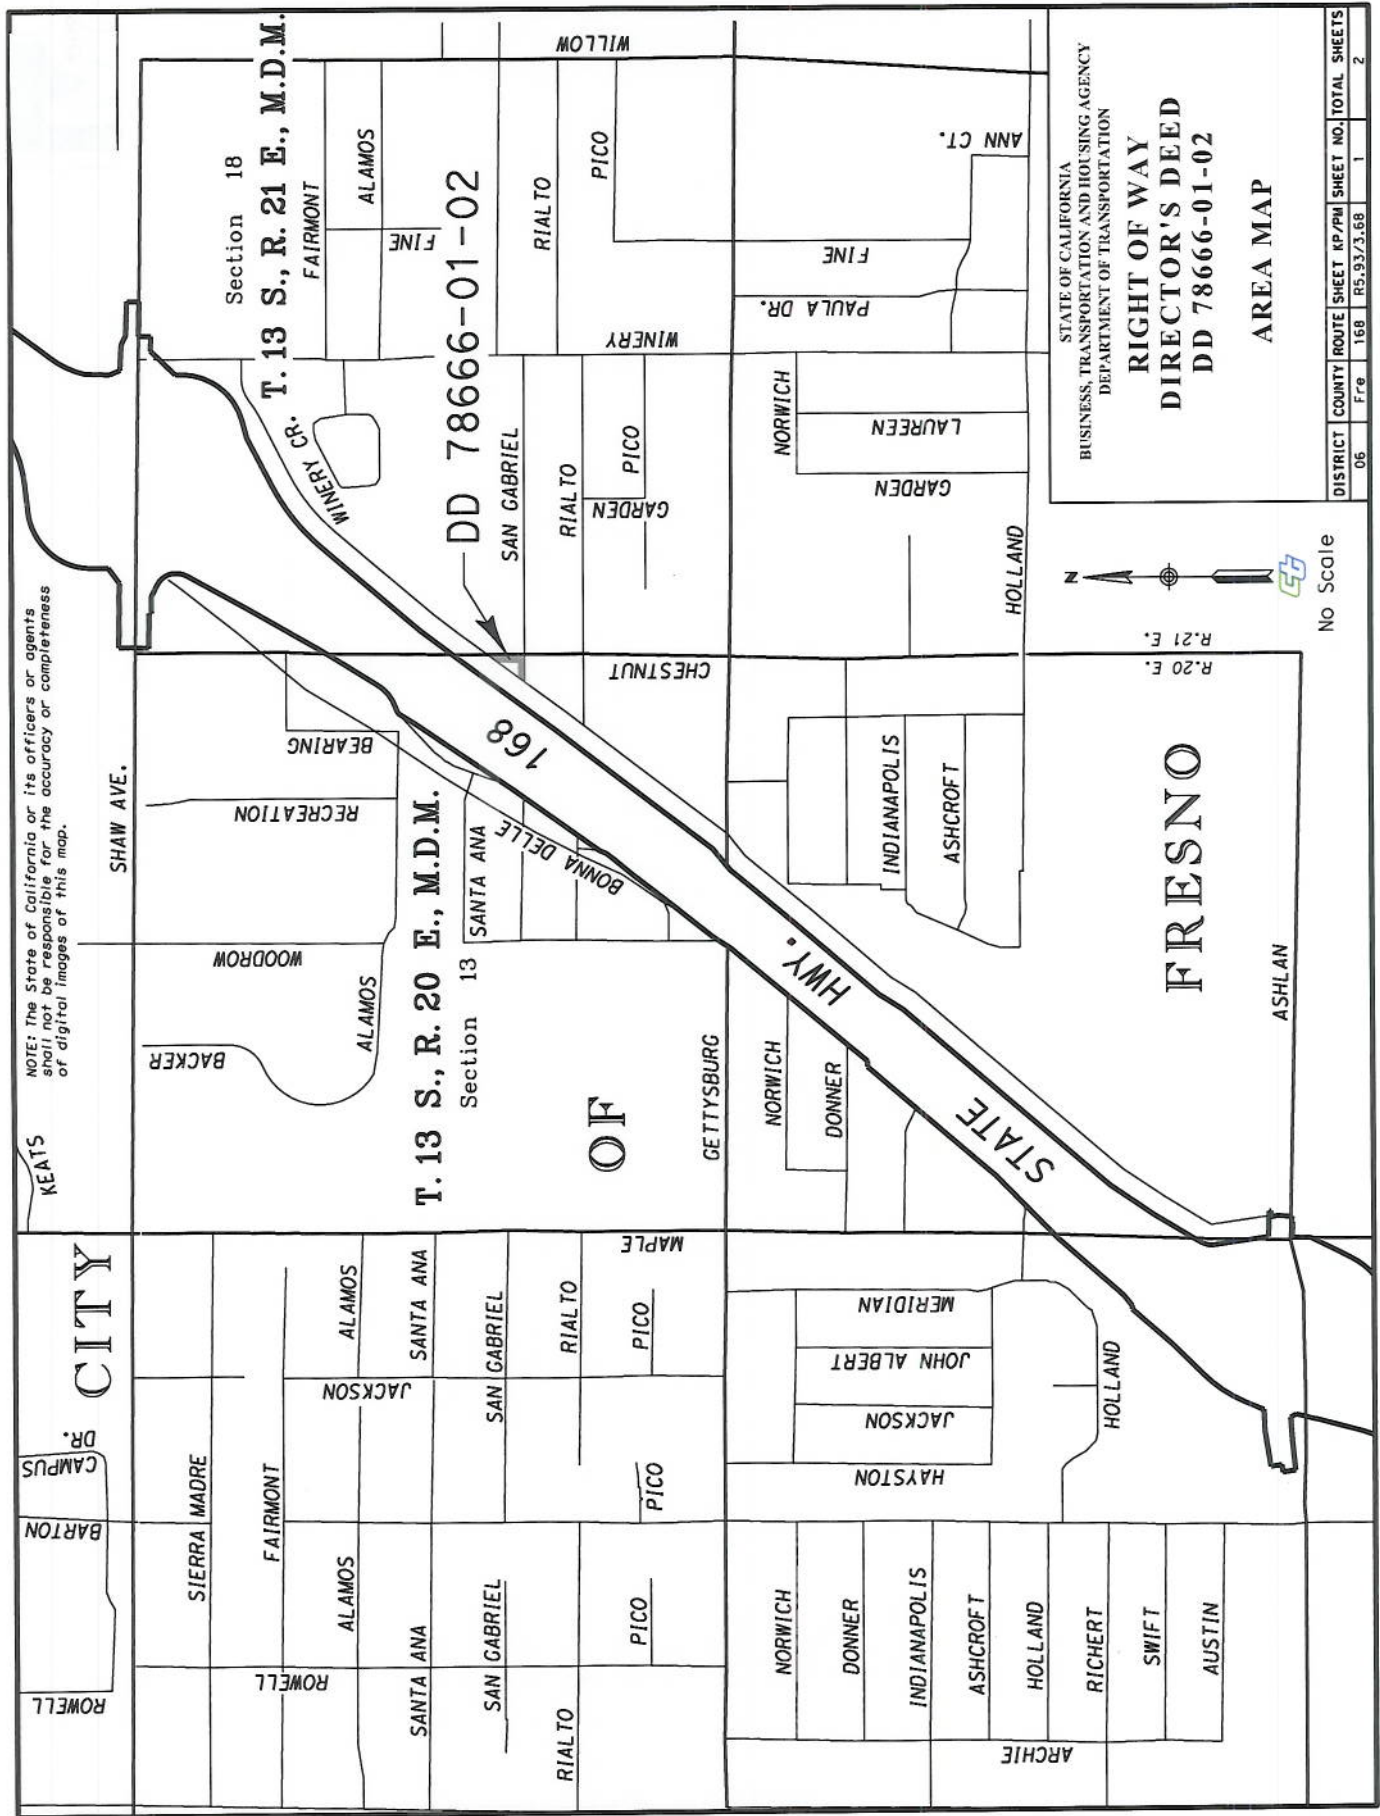 NOTE: The State of California or its officers or agents
shall not be responsible for the accuracy or completeness
of digital images of this map.
KEATS
CITY
CAMPUS
DR.
BARTON
ROWELL
SHAW AVE.
SIERRA MADRE
FAIRMONT
ALAMOS
ALAMOS
ROWELL
JACKSON
SANTA ANA
SANTA ANA
SAN GABRIEL
SAN GABRIEL
RIALTO
RIALTO
PICO
PICO
PICO
MAPLE
BACKER
WOODROW
ALAMOS
RECREATION
BEARING
T. 13 S., R. 20 E., M.D.M.
Section 13
SANTA ANA
BONNA DELLE
OF
GETTYSBURG
WINERY CR.
Section 18
T. 13 S., R. 21 E., M.D.M.
FAIRMONT
ALAMOS
FINE
DD 78666-01-02
SAN GABRIEL
RIALTO
RIALTO
GARDEN
PICO
PICO
WILLOW
WINERY
CHESTNUT
STATE
HWY.
168
NORWICH
DONNER
INDIANAPOLIS
ASHCROFT
HOLLAND
RICHERT
SWIFT
AUSTIN
ARCHIE
HAYSTON
JACKSON
JOHN ALBERT
MERIDIAN
HOLLAND
NORWICH
DONNER
INDIANAPOLIS
ASHCROFT
FRESNO
ASHLAN
NORWICH
GARDEN
LAUREEN
HOLLAND
PAULA DR.
FINE
ANN CT.
R.20 E.
R.21 E.
N
ct
No Scale
STATE OF CALIFORNIA
BUSINESS, TRANSPORTATION AND HOUSING AGENCY
DEPARTMENT OF TRANSPORTATION
RIGHT OF WAY
DIRECTOR'S DEED
DD 78666-01-02
AREA MAP
DISTRICT COUNTY ROUTE SHEET KP/PM SHEET NO. TOTAL SHEETS
06 Fre 168 R5.93/3.68 1 2